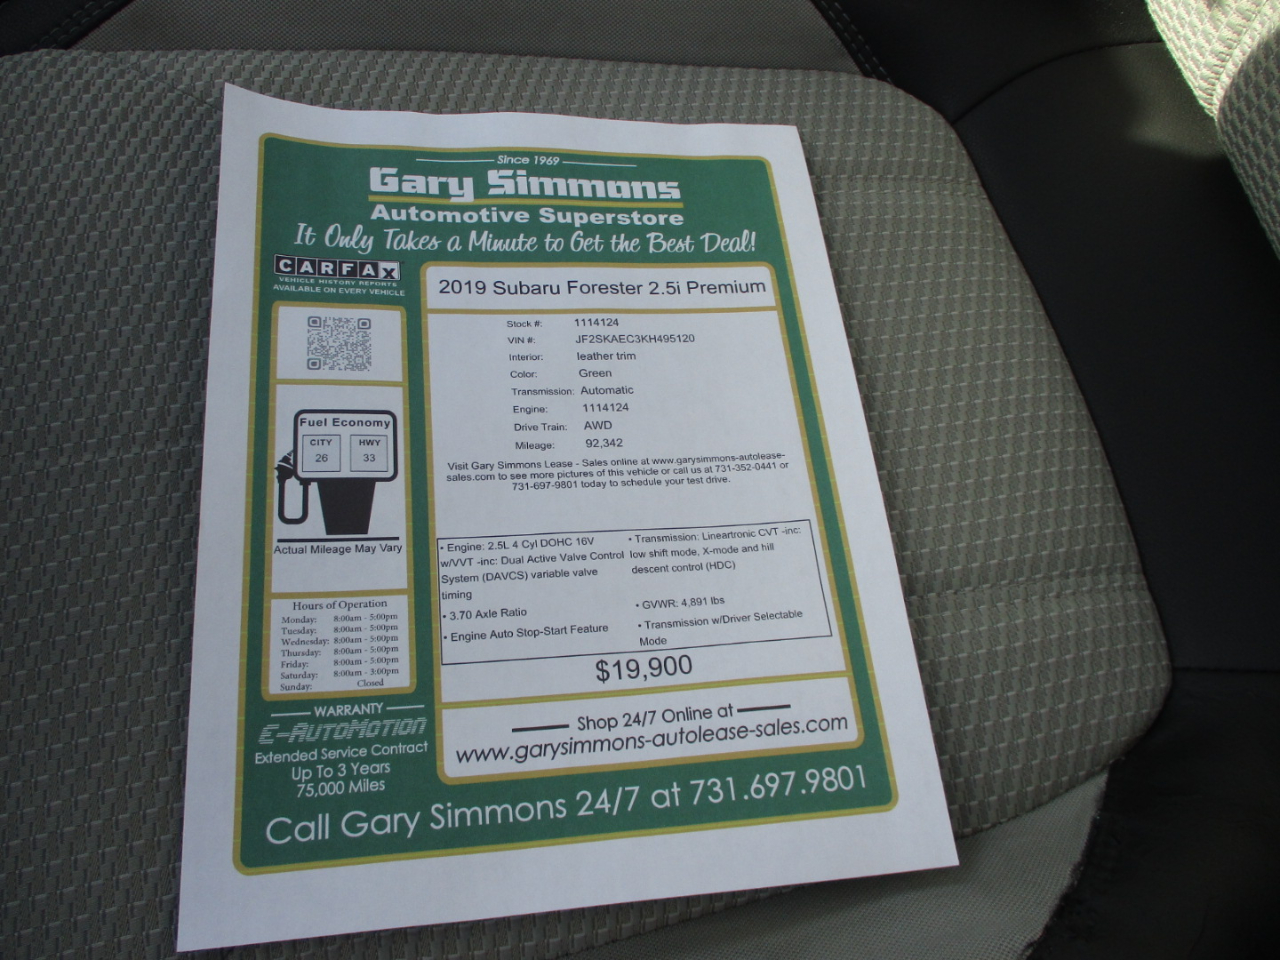 Since 1969
Gary Simmons
Automotive Superstore
It Only Takes a Minute to Get the Best Deal!
CARFAX
VEHICLE HISTORY REPORTS
AVAILABLE ON EVERY VEHICLE
Fuel Economy
CITY HWY
26 33
Actual Mileage May Vary
Hours of Operation
Monday: 8:00am - 5:00pm
Tuesday: 8:00am - 5:00pm
Wednesday: 8:00am - 5:00pm
Thursday: 8:00am - 5:00pm
Friday: 8:00am - 5:00pm
Saturday: 8:00am - 3:00pm
Sunday: Closed
WARRANTY
E-AUTOMOTION
Extended Service Contract
Up To 3 Years
75,000 Miles
2019 Subaru Forester 2.5i Premium
Stock #: 1114124
VIN #: JF2SKAEC3KH495120
Interior: leather trim
Color: Green
Transmission: Automatic
Engine: 1114124
Drive Train: AWD
Mileage: 92,342
Visit Gary Simmons Lease - Sales online at www.garysimmons-autolease-
sales.com to see more pictures of this vehicle or call us at 731-352-0441 or
731-697-9801 today to schedule your test drive.
• Engine: 2.5L 4 Cyl DOHC 16V
w/VVT -inc: Dual Active Valve Control
System (DAVCS) variable valve
timing
• 3.70 Axle Ratio
• Engine Auto Stop-Start Feature
• Transmission: Lineartronic CVT -inc:
low shift mode, X-mode and hill
descent control (HDC)
• GVWR: 4,891 lbs
• Transmission w/Driver Selectable
Mode
$19,900
Shop 24/7 Online at
www.garysimmons-autolease-sales.com
Call Gary Simmons 24/7 at 731.697.9801